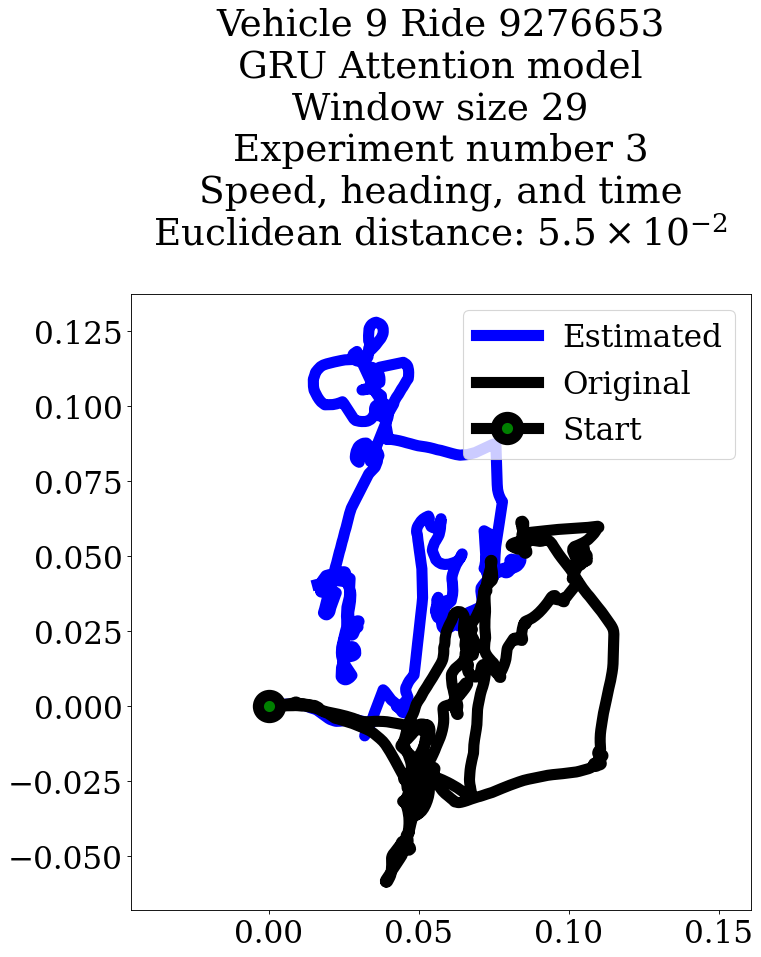 Vehicle 9 Ride 9276653
GRU Attention model
Window size 29
Experiment number 3
Speed, heading, and time
Euclidean distance: 5.5 × 10⁻²
Estimated
Original
Start
0.125
0.100
0.075
0.050
0.025
0.000
−0.025
−0.050
0.00 0.05 0.10 0.15